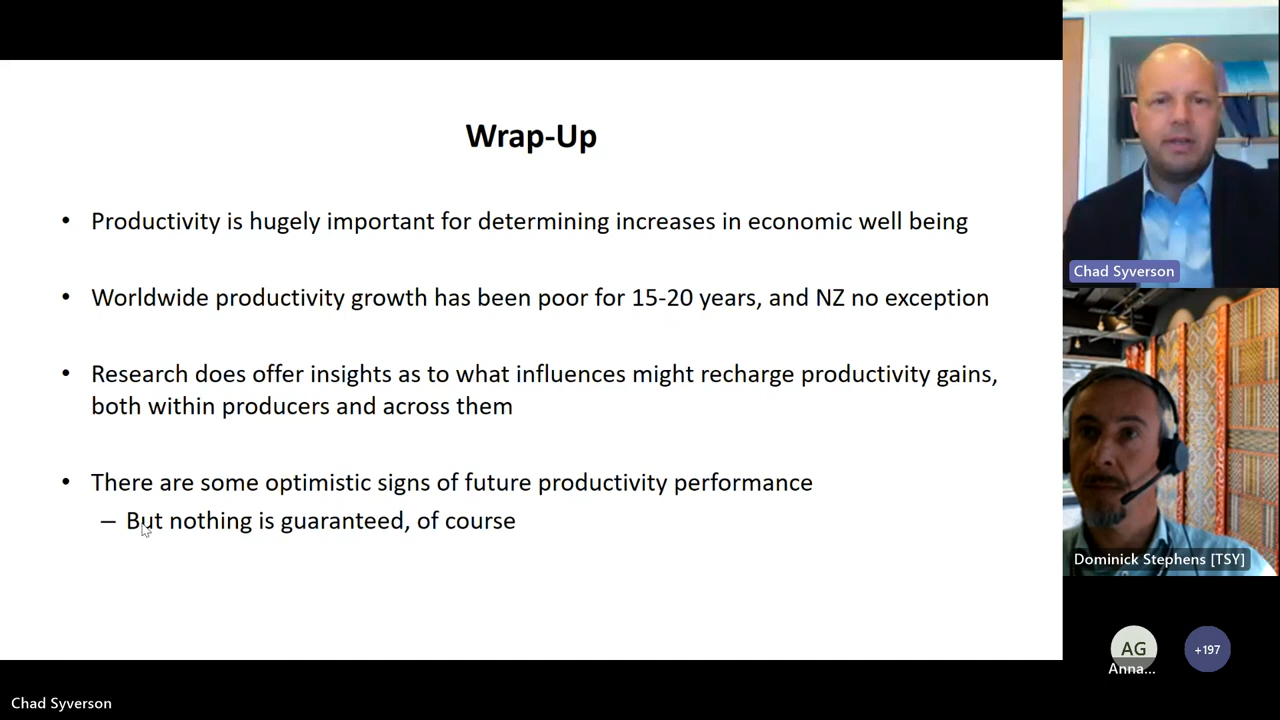 Wrap-Up
• Productivity is hugely important for determining increases in economic well being
• Worldwide productivity growth has been poor for 15-20 years, and NZ no exception
• Research does offer insights as to what influences might recharge productivity gains,
both within producers and across them
• There are some optimistic signs of future productivity performance
– But nothing is guaranteed, of course
Chad Syverson
Dominick Stephens [TSY]
AG
Anna...
+197
Chad Syverson